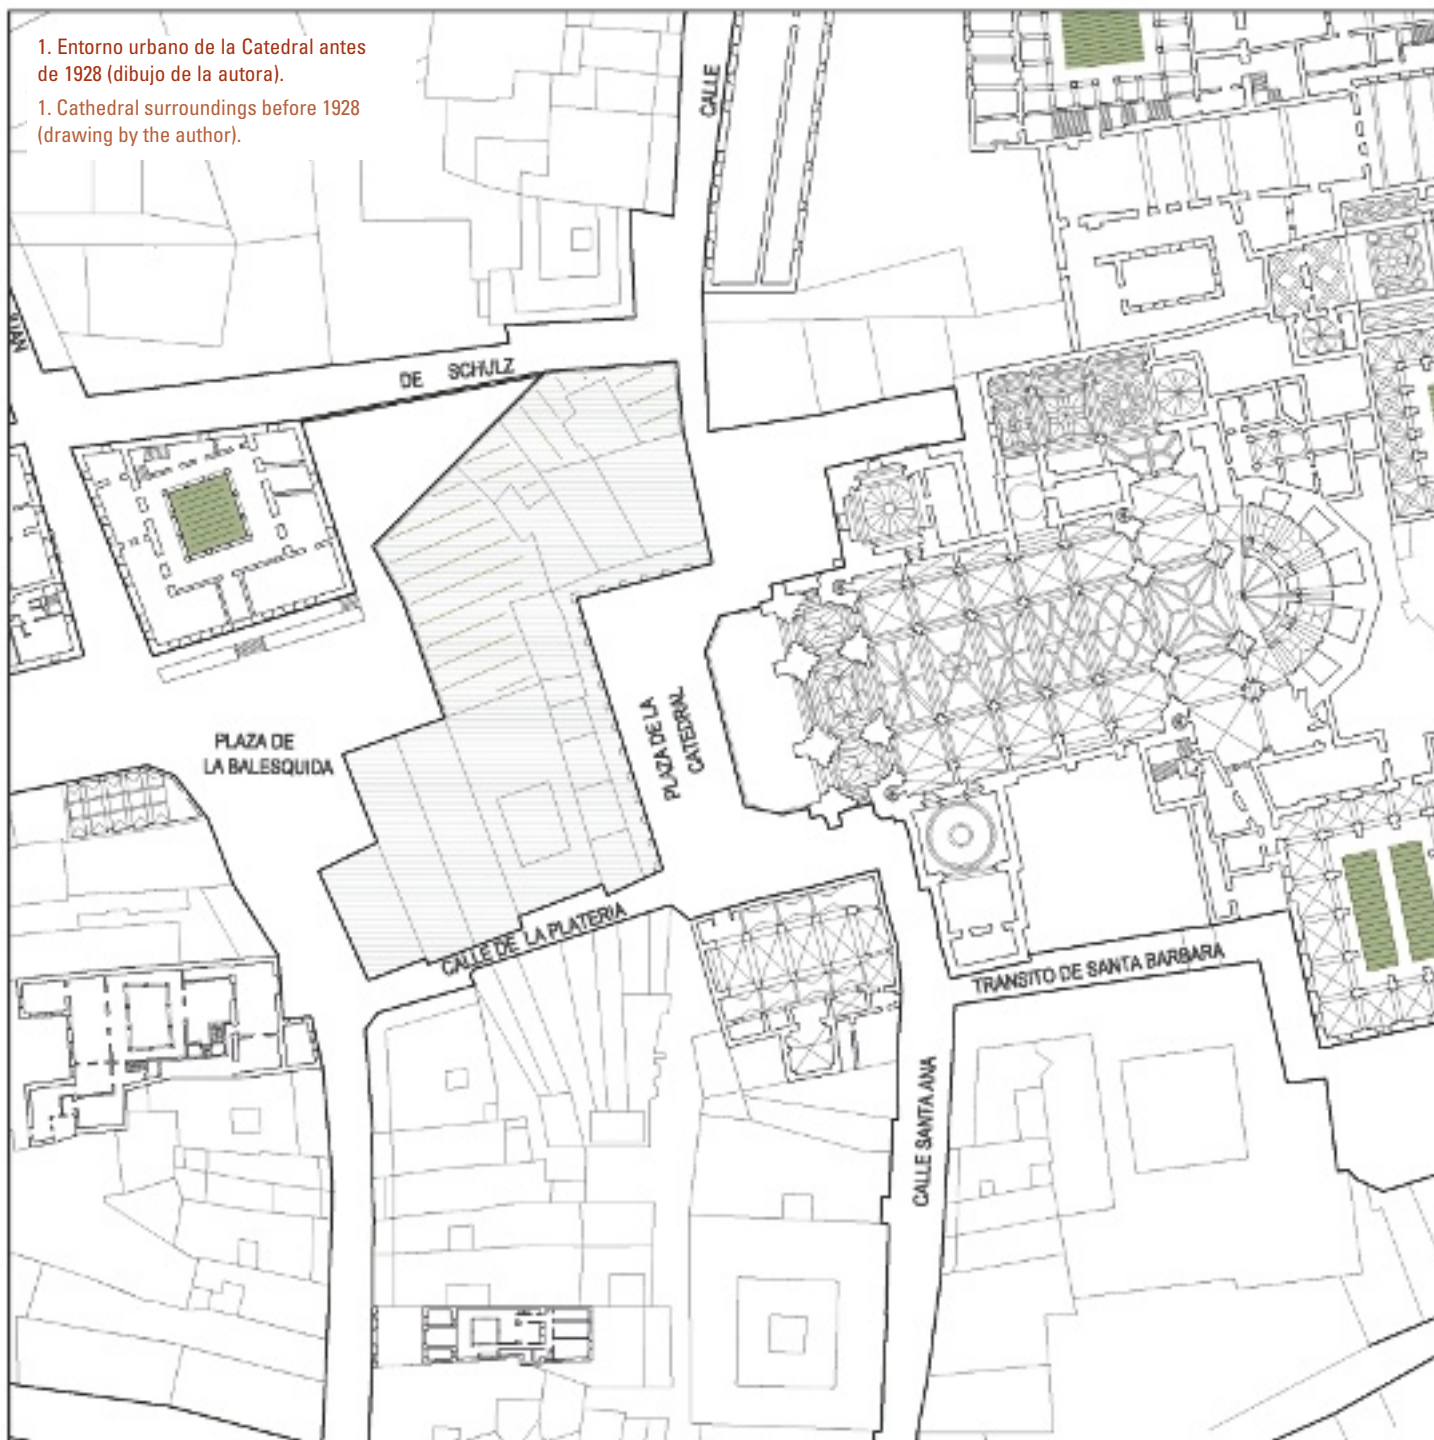 1. Entorno urbano de la Catedral antes
de 1928 (dibujo de la autora).
1. Cathedral surroundings before 1928
(drawing by the author).
CALLE
DE SCHULZ
PLAZA DE
LA BALESQUIDA
PLAZA DE LA
CATEDRAL
CALLE DE LA PLATERIA
TRANSITO DE SANTA BARBARA
CALLE SANTA ANA